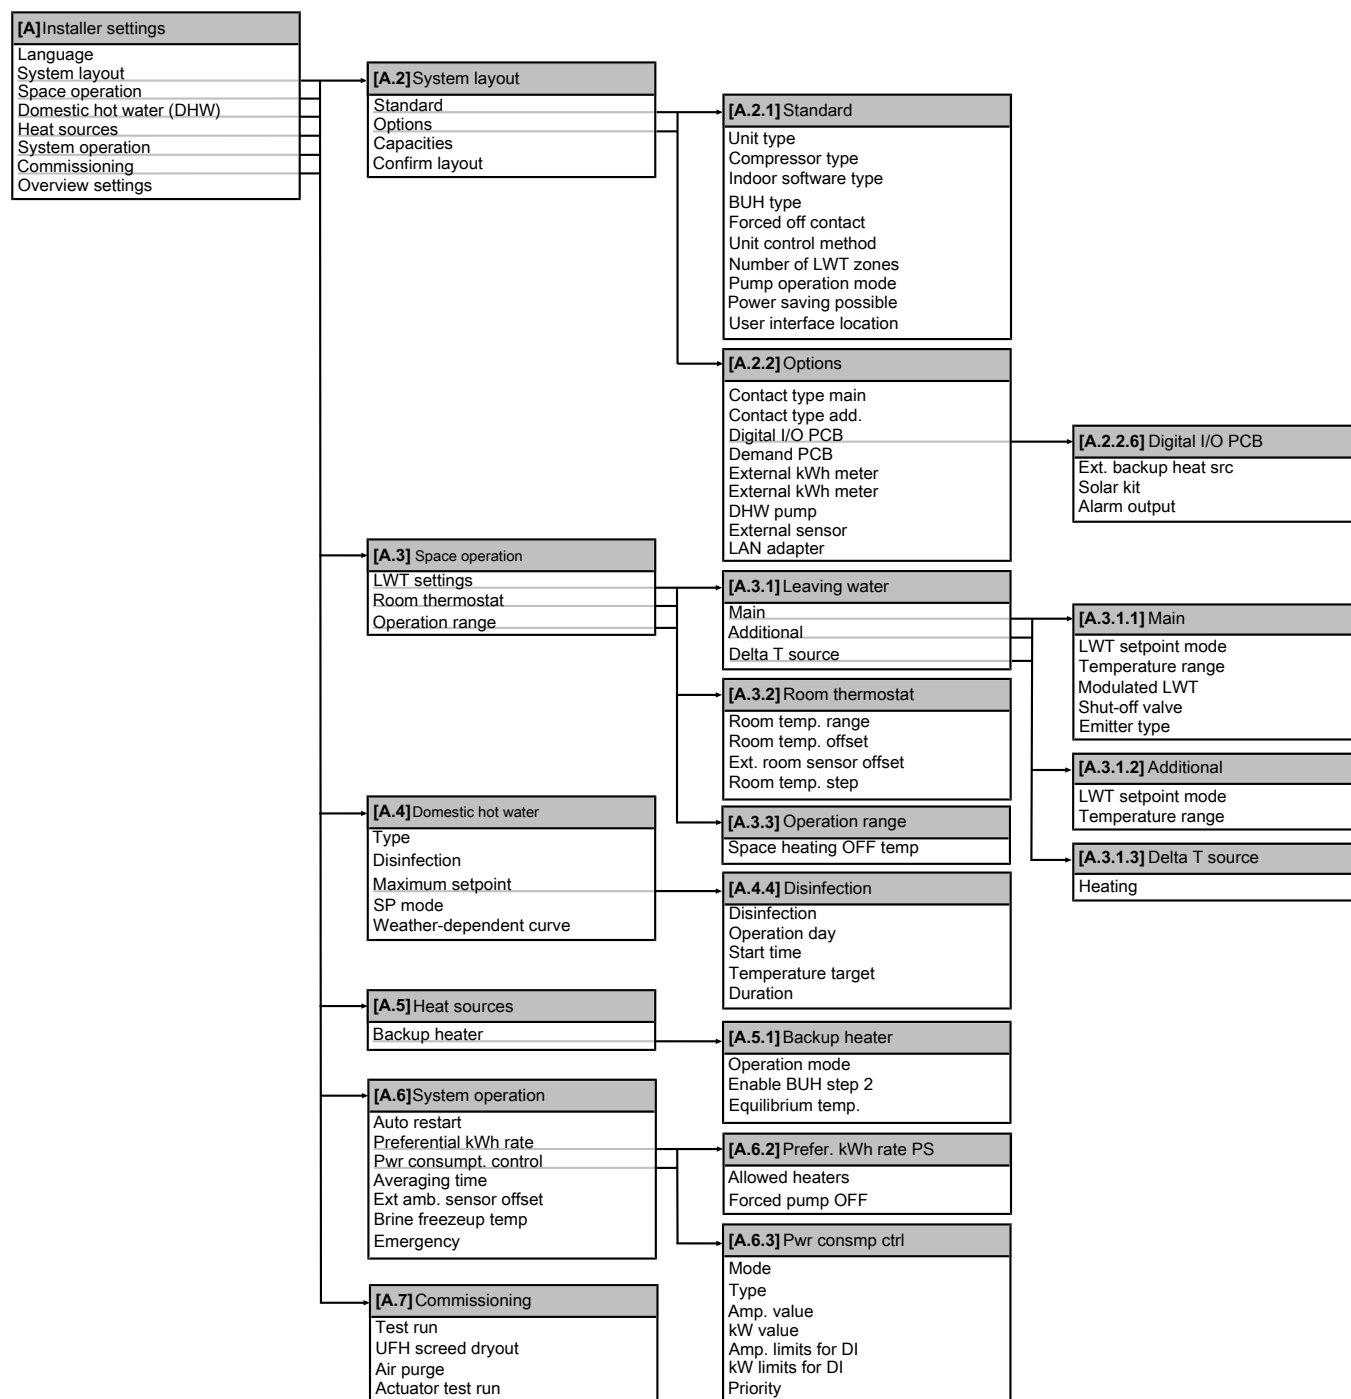 [A] Installer settings
Language
System layout
Space operation
Domestic hot water (DHW)
Heat sources
System operation
Commissioning
Overview settings
[A.2] System layout
Standard
Options
Capacities
Confirm layout
[A.2.1] Standard
Unit type
Compressor type
Indoor software type
BUH type
Forced off contact
Unit control method
Number of LWT zones
Pump operation mode
Power saving possible
User interface location
[A.2.2] Options
Contact type main
Contact type add.
Digital I/O PCB
Demand PCB
External kWh meter
External kWh meter
DHW pump
External sensor
LAN adapter
[A.2.2.6] Digital I/O PCB
Ext. backup heat src
Solar kit
Alarm output
[A.3] Space operation
LWT settings
Room thermostat
Operation range
[A.3.1] Leaving water
Main
Additional
Delta T source
[A.3.1.1] Main
LWT setpoint mode
Temperature range
Modulated LWT
Shut-off valve
Emitter type
[A.3.1.2] Additional
LWT setpoint mode
Temperature range
[A.3.1.3] Delta T source
Heating
[A.3.2] Room thermostat
Room temp. range
Room temp. offset
Ext. room sensor offset
Room temp. step
[A.3.3] Operation range
Space heating OFF temp
[A.4] Domestic hot water
Type
Disinfection
Maximum setpoint
SP mode
Weather-dependent curve
[A.4.4] Disinfection
Disinfection
Operation day
Start time
Temperature target
Duration
[A.5] Heat sources
Backup heater
[A.5.1] Backup heater
Operation mode
Enable BUH step 2
Equilibrium temp.
[A.6] System operation
Auto restart
Preferential kWh rate
Pwr consumpt. control
Averaging time
Ext amb. sensor offset
Brine freezeup temp
Emergency
[A.6.2] Prefer. kWh rate PS
Allowed heaters
Forced pump OFF
[A.6.3] Pwr consmp ctrl
Mode
Type
Amp. value
kW value
Amp. limits for DI
kW limits for DI
Priority
[A.7] Commissioning
Test run
UFH screed dryout
Air purge
Actuator test run